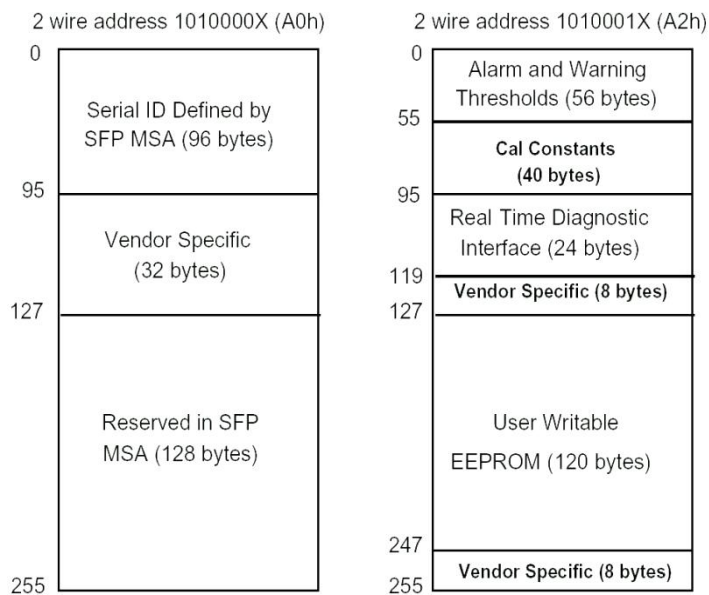 2 wire address 1010000X (A0h)
0
Serial ID Defined by
SFP MSA (96 bytes)
95
Vendor Specific
(32 bytes)
127
Reserved in SFP
MSA (128 bytes)
255
2 wire address 1010001X (A2h)
0
Alarm and Warning
Thresholds (56 bytes)
55
Cal Constants
(40 bytes)
95
Real Time Diagnostic
Interface (24 bytes)
119
Vendor Specific (8 bytes)
127
User Writable
EEPROM (120 bytes)
247
Vendor Specific (8 bytes)
255